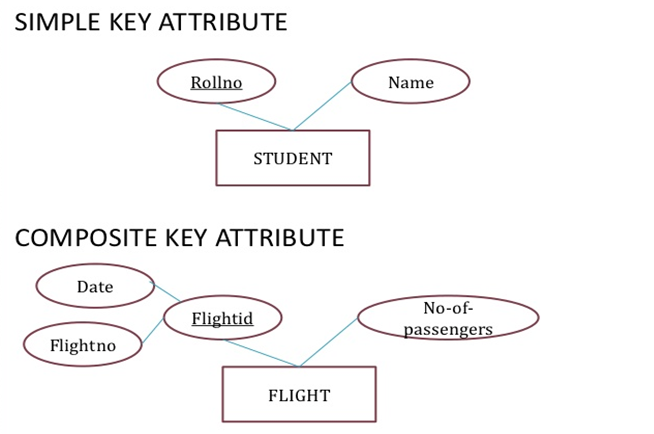 SIMPLE KEY ATTRIBUTE
Rollno
Name
STUDENT
COMPOSITE KEY ATTRIBUTE
Date
Flightid
No-of-
passengers
Flightno
FLIGHT